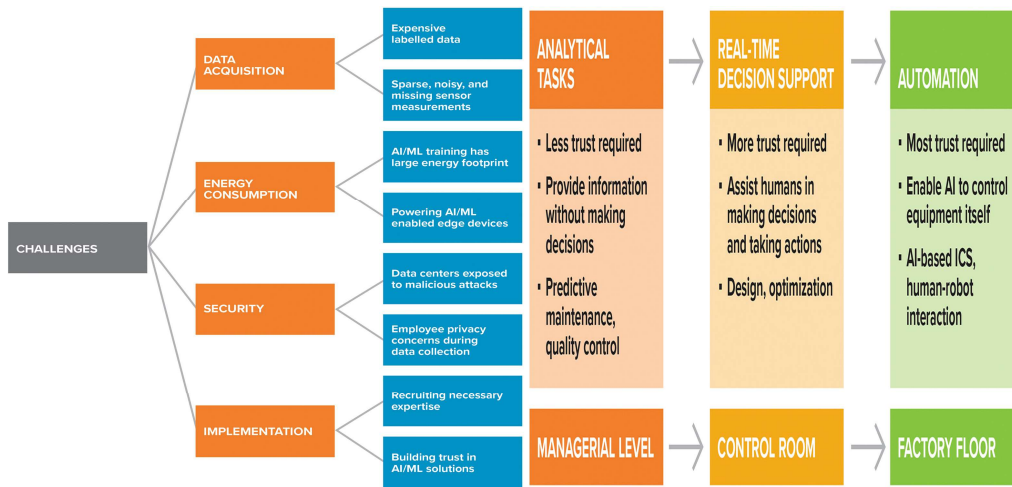 CHALLENGES
DATA
ACQUISITION
Expensive
labelled data
Sparse, noisy, and
missing sensor
measurements
ENERGY
CONSUMPTION
AI/ML training has
large energy footprint
Powering AI/ML
enabled edge devices
SECURITY
Data centers exposed
to malicious attacks
Employee privacy
concerns during
data collection
IMPLEMENTATION
Recruiting necessary
expertise
Building trust in
AI/ML solutions
ANALYTICAL
TASKS
▪ Less trust required
▪ Provide information
without making
decisions
▪ Predictive
maintenance,
quality control
MANAGERIAL LEVEL
REAL-TIME
DECISION SUPPORT
▪ More trust required
▪ Assist humans in
making decisions
and taking actions
▪ Design, optimization
CONTROL ROOM
AUTOMATION
▪ Most trust required
▪ Enable AI to control
equipment itself
▪ AI-based ICS,
human-robot
interaction
FACTORY FLOOR